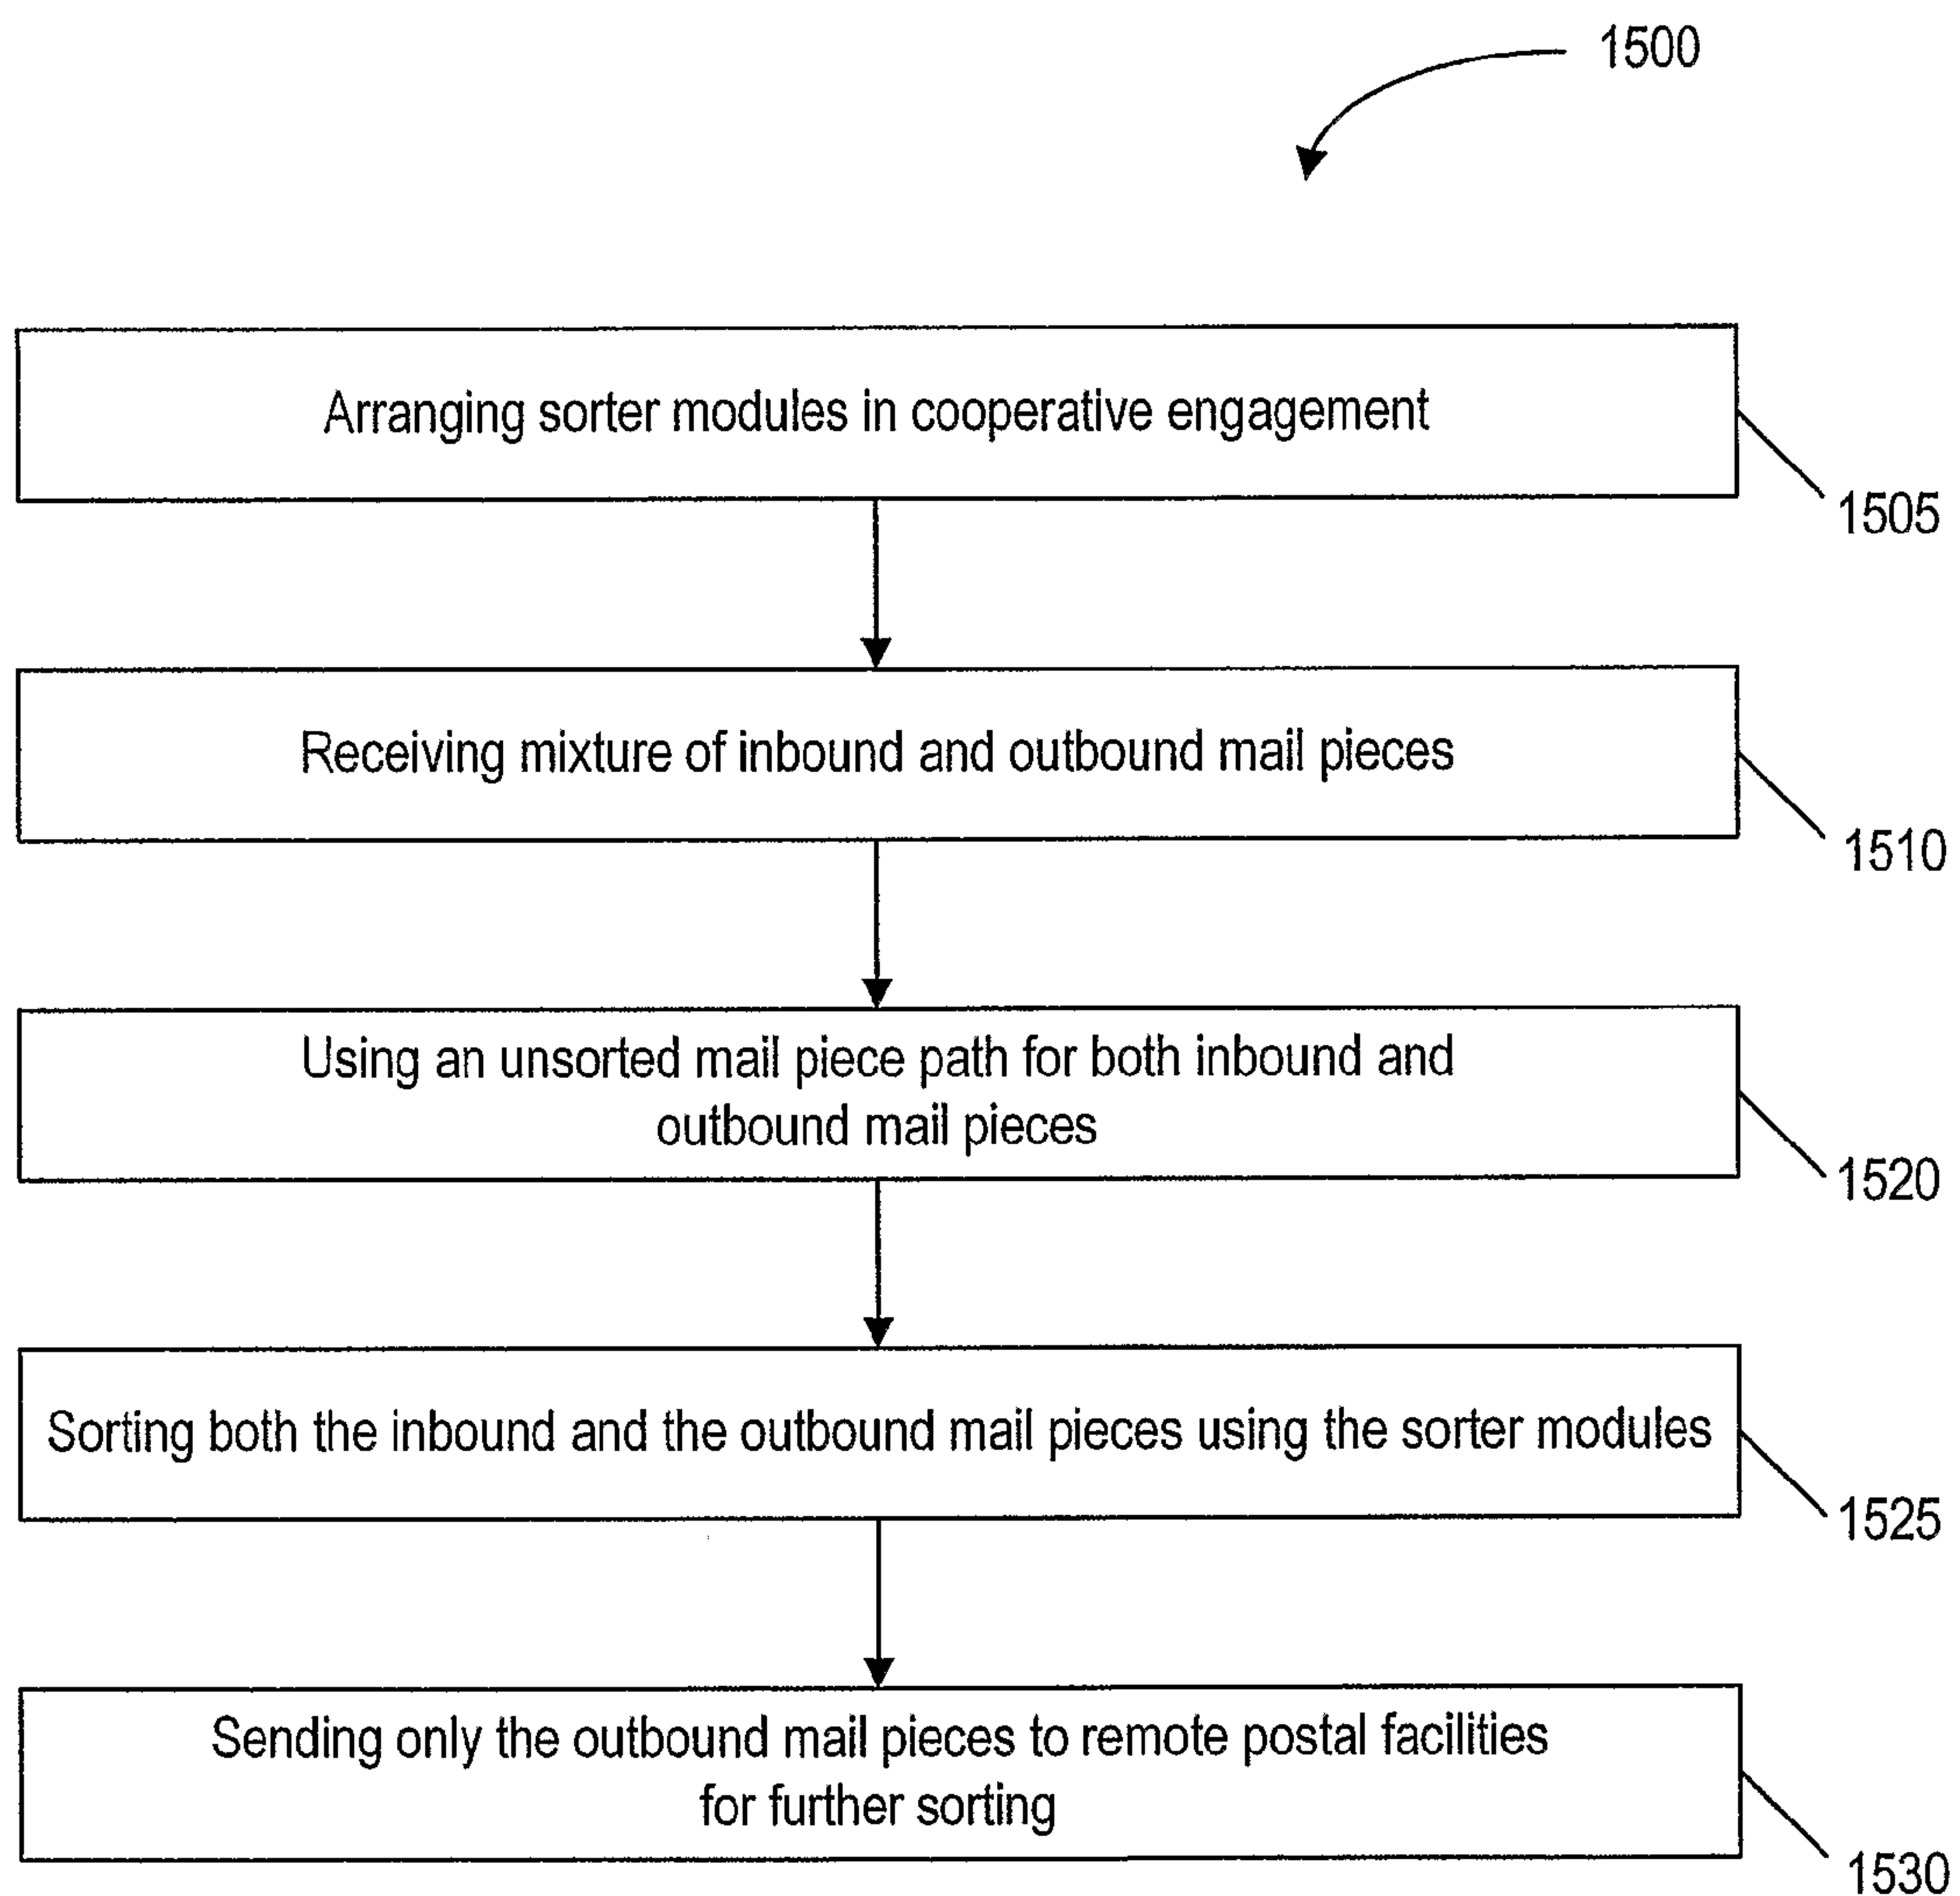 1500
Arranging sorter modules in cooperative engagement
1505
Receiving mixture of inbound and outbound mail pieces
1510
Using an unsorted mail piece path for both inbound and
outbound mail pieces
1520
Sorting both the inbound and the outbound mail pieces using the sorter modules
1525
Sending only the outbound mail pieces to remote postal facilities
for further sorting
1530